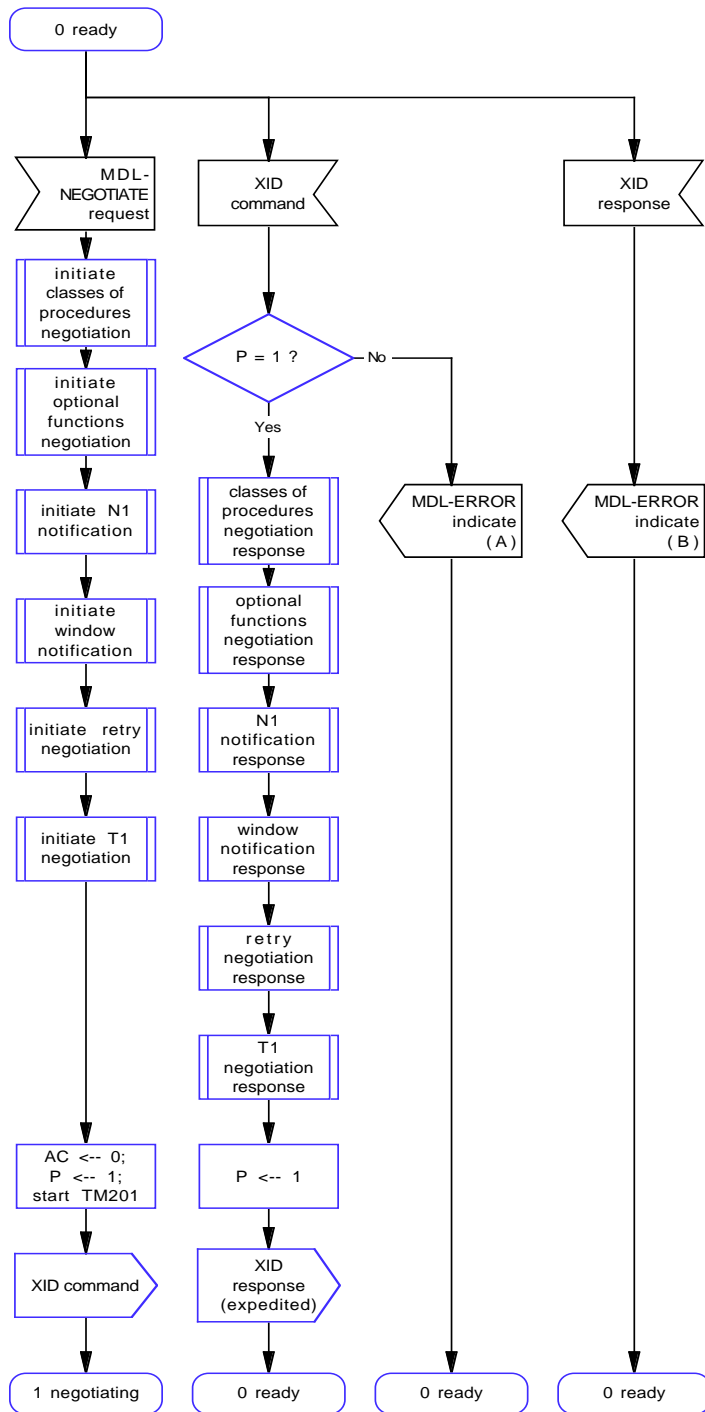 0 ready
MDL-
NEGOTIATE
request
XID
command
XID
response
initiate
classes of
procedures
negotiation
P = 1 ?
No
Yes
initiate
optional
functions
negotiation
initiate N1
notification
initiate
window
notification
initiate retry
negotiation
initiate T1
negotiation
AC <-- 0;
P <-- 1;
start TM201
XID command
1 negotiating
classes of
procedures
negotiation
response
optional
functions
negotiation
response
N1
notification
response
window
notification
response
retry
negotiation
response
T1
negotiation
response
P <-- 1
XID
response
(expedited)
0 ready
MDL-ERROR
indicate
(A)
0 ready
MDL-ERROR
indicate
(B)
0 ready